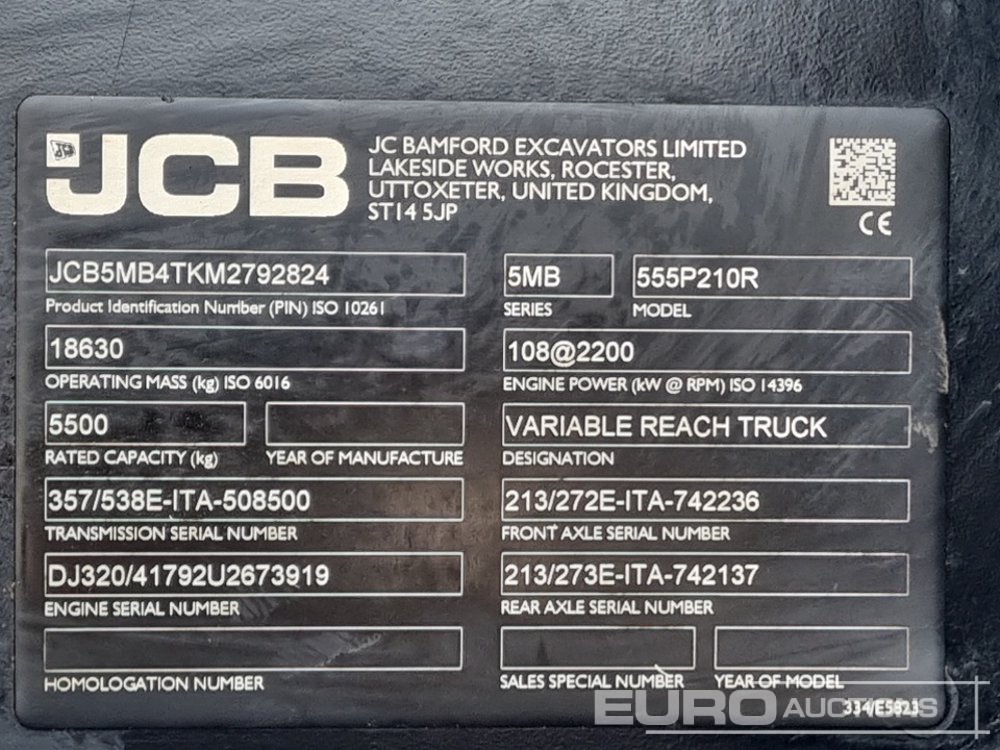 JCB
JC BAMFORD EXCAVATORS LIMITED
LAKESIDE WORKS, ROCESTER,
UTTOXETER, UNITED KINGDOM,
ST14 5JP
CE
JCB5MB4TKM2792824
Product Identification Number (PIN) ISO 10261
5MB
SERIES
555P210R
MODEL
18630
OPERATING MASS (kg) ISO 6016
108@2200
ENGINE POWER (kW @ RPM) ISO 14396
5500
RATED CAPACITY (kg)
YEAR OF MANUFACTURE
VARIABLE REACH TRUCK
DESIGNATION
357/538E-ITA-508500
TRANSMISSION SERIAL NUMBER
213/272E-ITA-742236
FRONT AXLE SERIAL NUMBER
DJ320/41792U2673919
ENGINE SERIAL NUMBER
213/273E-ITA-742137
REAR AXLE SERIAL NUMBER
HOMOLOGATION NUMBER
SALES SPECIAL NUMBER
YEAR OF MODEL
EURO AUCTIONS